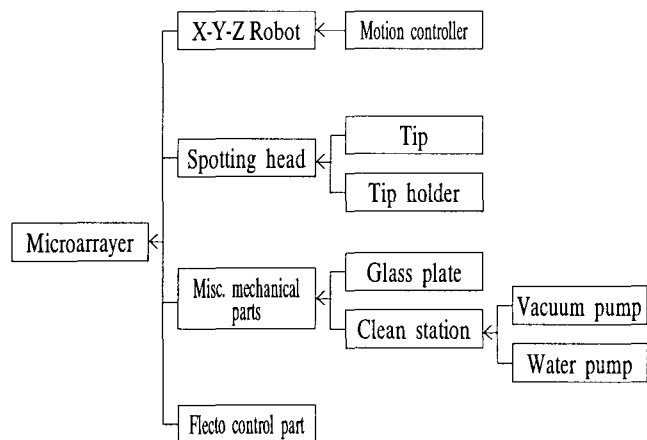 X-Y-Z Robot
Motion controller
Spotting head
Tip
Tip holder
Microarrayer
Misc. mechanical
parts
Glass plate
Clean station
Vacuum pump
Water pump
Flecto control part